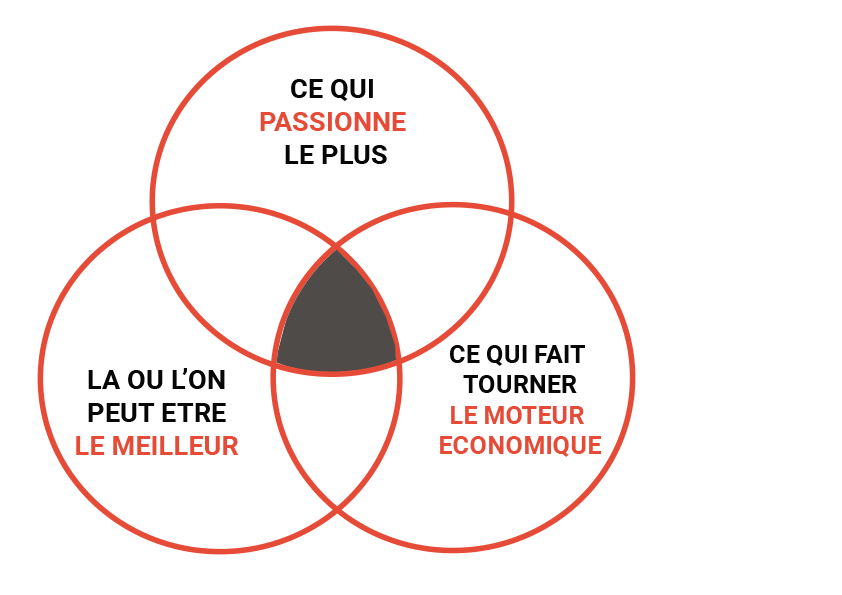 CE QUI
PASSIONNE
LE PLUS
LA OU L’ON
PEUT ETRE
LE MEILLEUR
CE QUI FAIT
TOURNER
LE MOTEUR
ECONOMIQUE